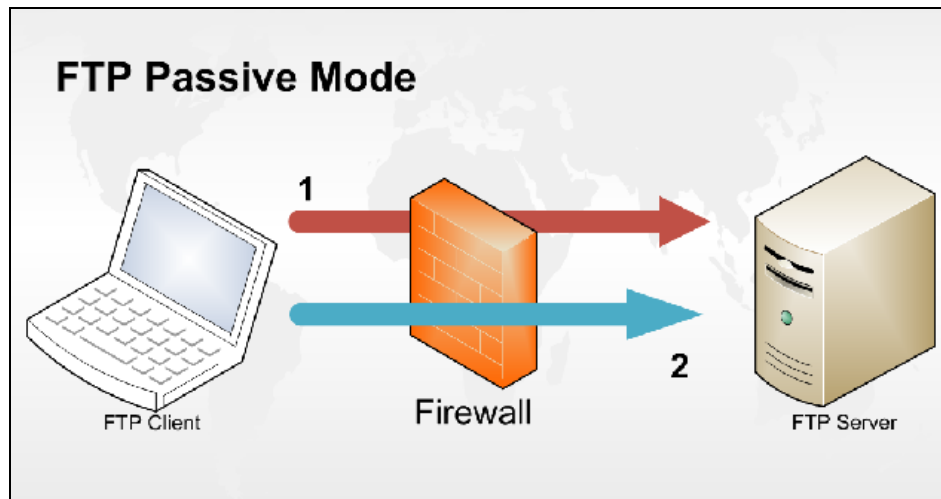 FTP Passive Mode
1
2
FTP Client
Firewall
FTP Server